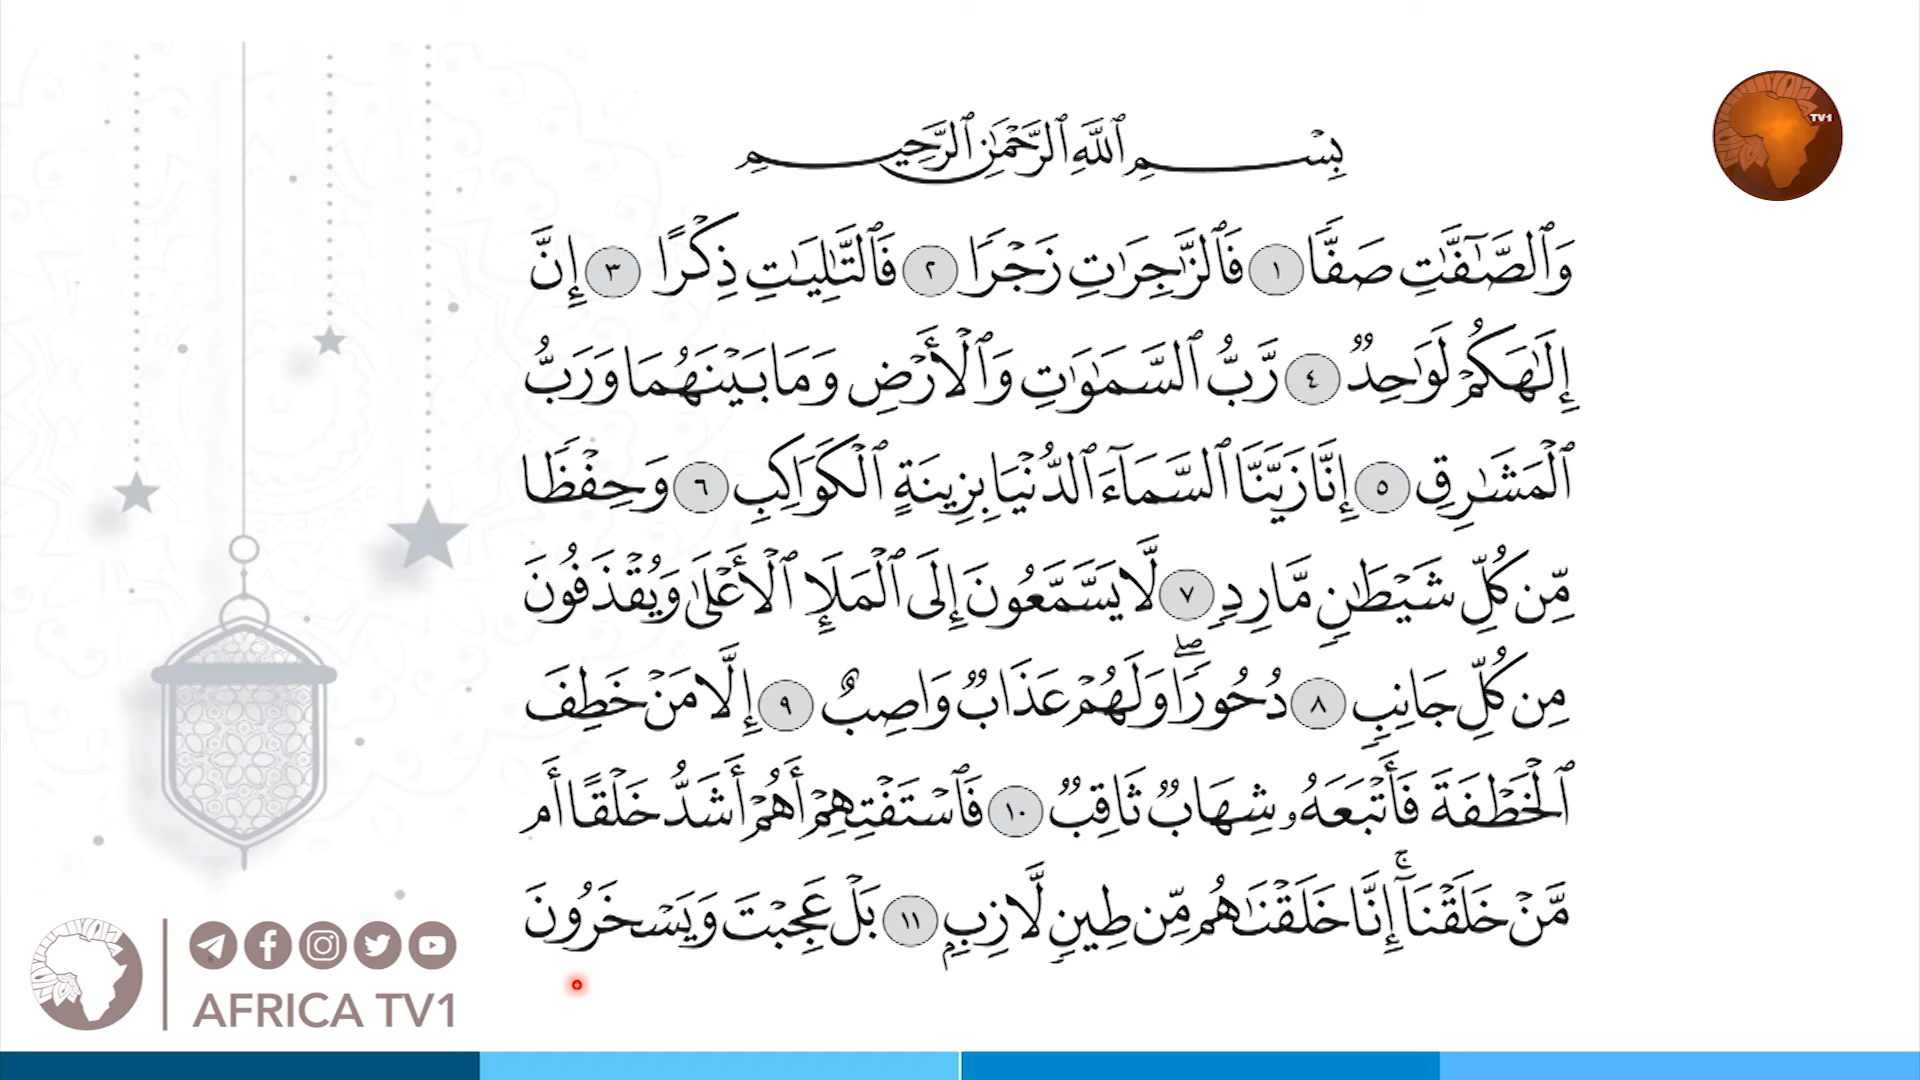 بِسْمِ ٱللَّهِ ٱلرَّحْمَٰنِ ٱلرَّحِيمِ
TV1
وَٱلصَّٰٓفَّٰتِ صَفّٗا ١ فَٱلزَّٰجِرَٰتِ زَجۡرٗا ٢ فَٱلتَّٰلِيَٰتِ ذِكۡرًا ٣ إِنَّ
إِلَٰهَكُمۡ لَوَٰحِدٞ ٤ رَّبُّ ٱلسَّمَٰوَٰتِ وَٱلۡأَرۡضِ وَمَا بَيۡنَهُمَا وَرَبُّ
ٱلۡمَشَٰرِقِ ٥ إِنَّا زَيَّنَّا ٱلسَّمَآءَ ٱلدُّنۡيَا بِزِينَةٍ ٱلۡكَوَاكِبِ ٦ وَحِفۡظٗا
مِّن كُلِّ شَيۡطَٰنٖ مَّارِدٖ ٧ لَّا يَسَّمَّعُونَ إِلَى ٱلۡمَلَإِ ٱلۡأَعۡلَىٰ وَيُقۡذَفُونَ
مِن كُلِّ جَانِبٖ ٨ دُحُورٗاۖ وَلَهُمۡ عَذَابٞ وَاصِبٌ ٩ إِلَّا مَنۡ خَطِفَ
ٱلۡخَطۡفَةَ فَأَتۡبَعَهُۥ شِهَابٞ ثَاقِبٞ ١٠ فَٱسۡتَفۡتِهِمۡ أَهُمۡ أَشَدُّ خَلۡقًا أَم
مَّنۡ خَلَقۡنَآۚ إِنَّا خَلَقۡنَٰهُم مِّن طِينٖ لَّازِبِۭ ١١ بَلۡ عَجِبۡتَ وَيَسۡخَرُونَ
AFRICA TV1